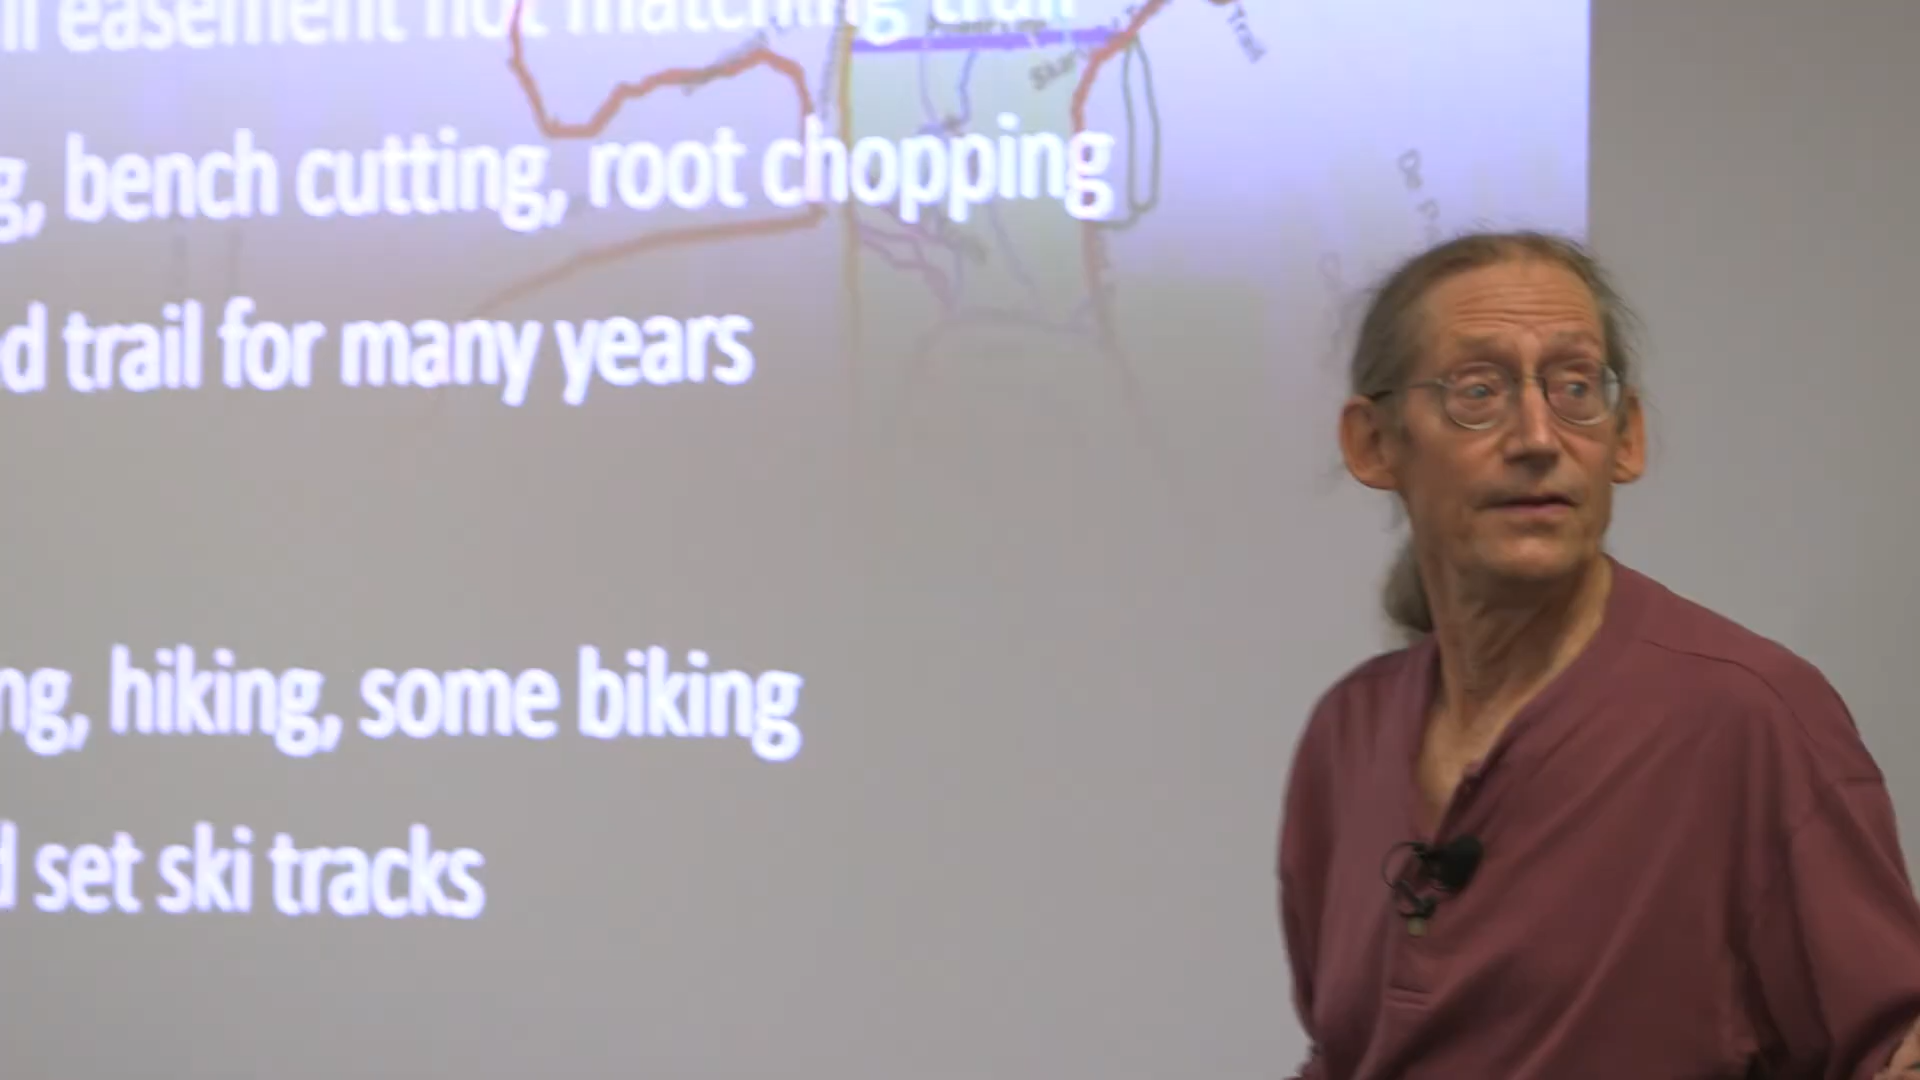 easement not matching trail
Trail
g, bench cutting, root chopping
d trail for many years
ng, hiking, some biking
d set ski tracks